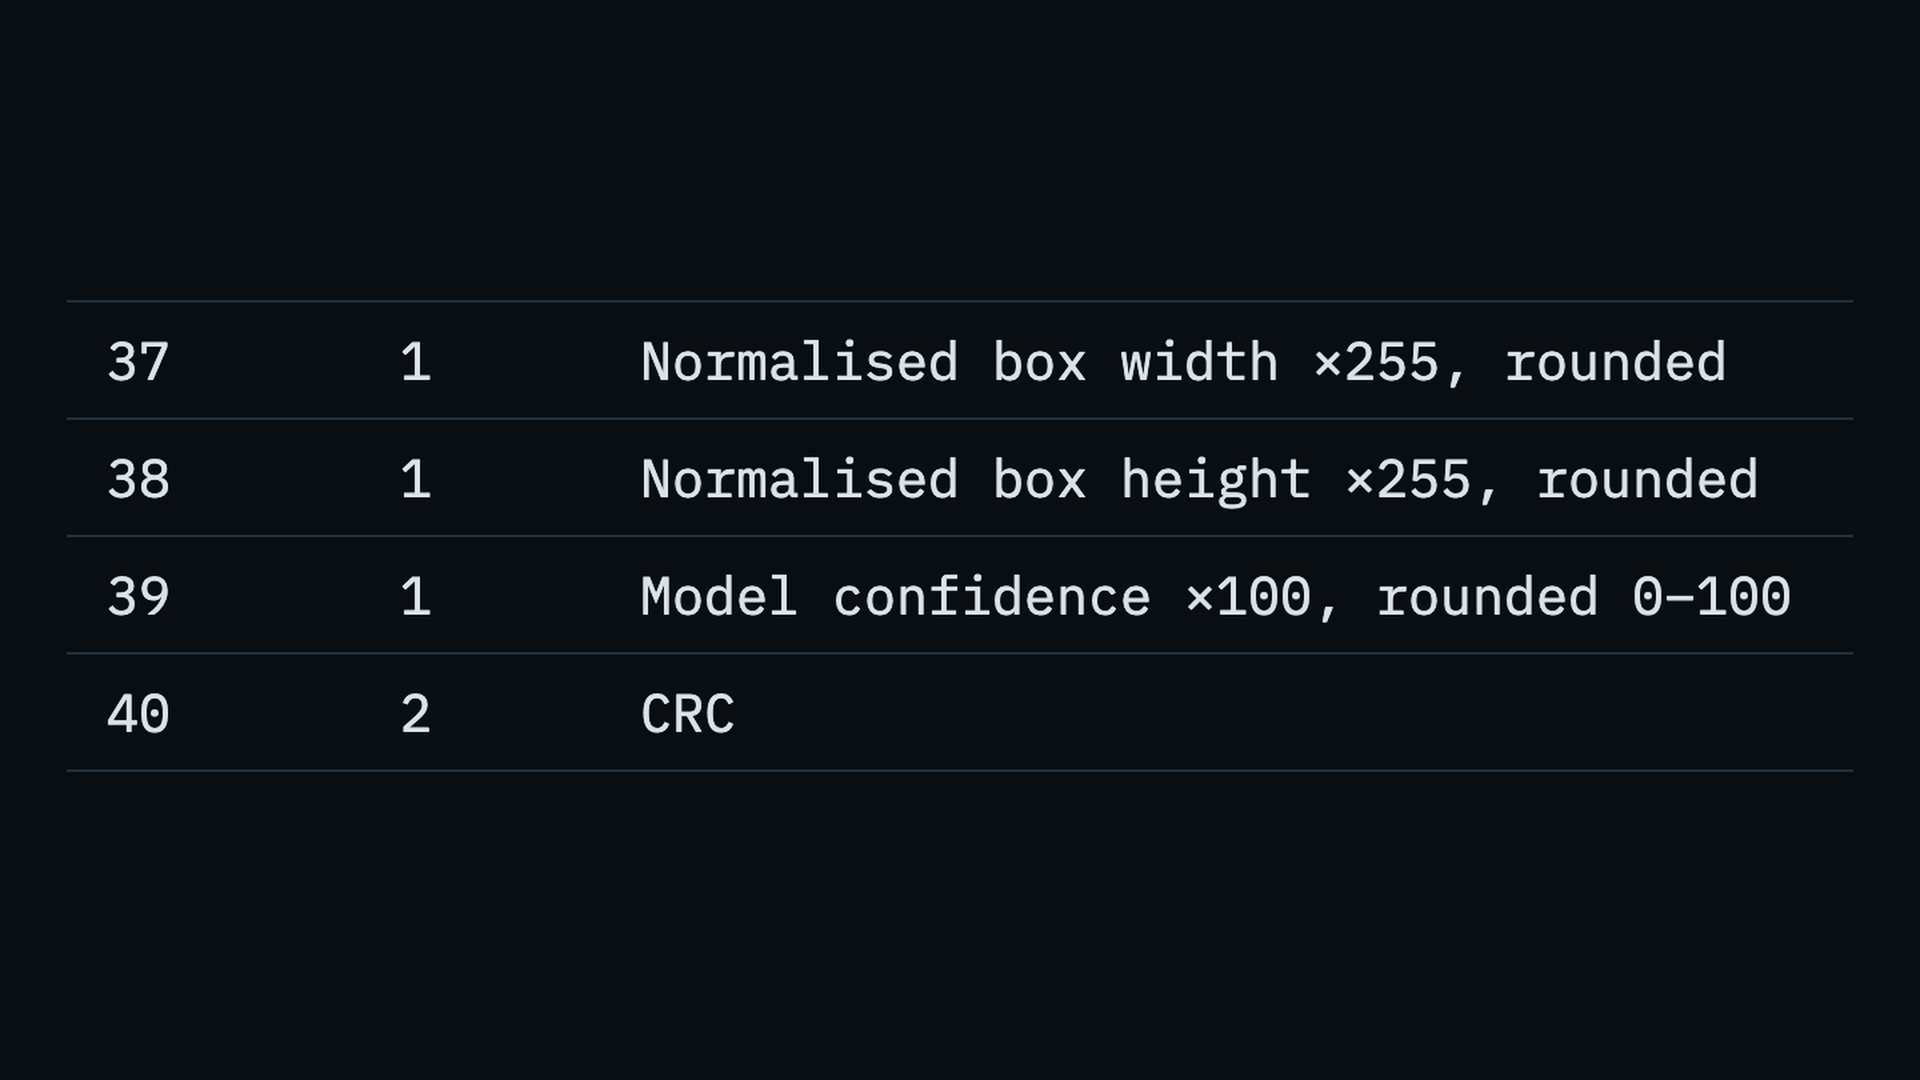 37 1 Normalised box width ×255, rounded
38 1 Normalised box height ×255, rounded
39 1 Model confidence ×100, rounded 0–100
40 2 CRC